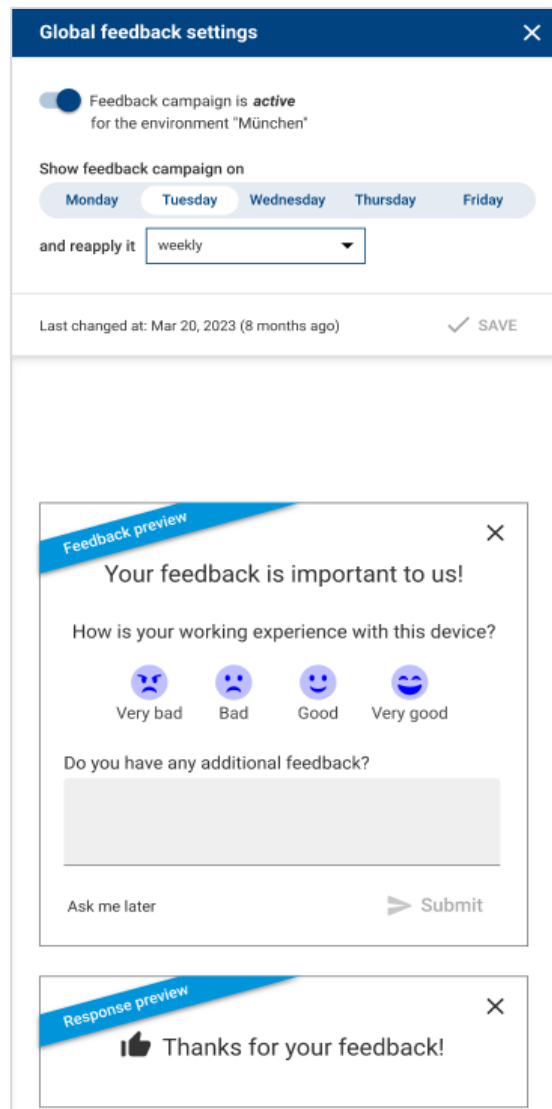 Global feedback settings
Feedback campaign is active
for the environment "München"
Show feedback campaign on
Monday Tuesday Wednesday Thursday Friday
and reapply it weekly
Last changed at: Mar 20, 2023 (8 months ago) SAVE
Feedback preview
Your feedback is important to us!
How is your working experience with this device?
Very bad Bad Good Very good
Do you have any additional feedback?
Ask me later Submit
Response preview
Thanks for your feedback!